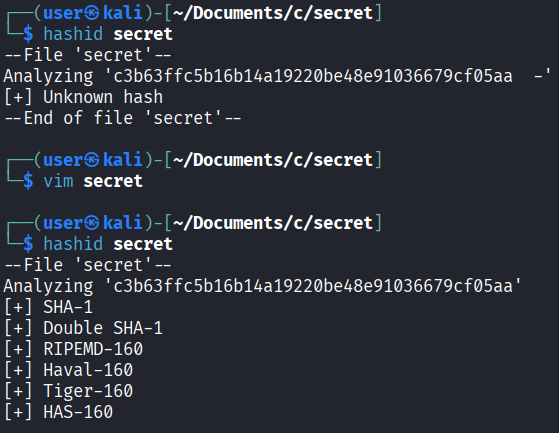 ┌──(user㉿kali)-[~/Documents/c/secret]
└─$ hashid secret
--File 'secret'--
Analyzing 'c3b63ffc5b16b14a19220be48e91036679cf05aa  -'
[+] Unknown hash
--End of file 'secret'--
┌──(user㉿kali)-[~/Documents/c/secret]
└─$ vim secret
┌──(user㉿kali)-[~/Documents/c/secret]
└─$ hashid secret
--File 'secret'--
Analyzing 'c3b63ffc5b16b14a19220be48e91036679cf05aa'
[+] SHA-1
[+] Double SHA-1
[+] RIPEMD-160
[+] Haval-160
[+] Tiger-160
[+] HAS-160